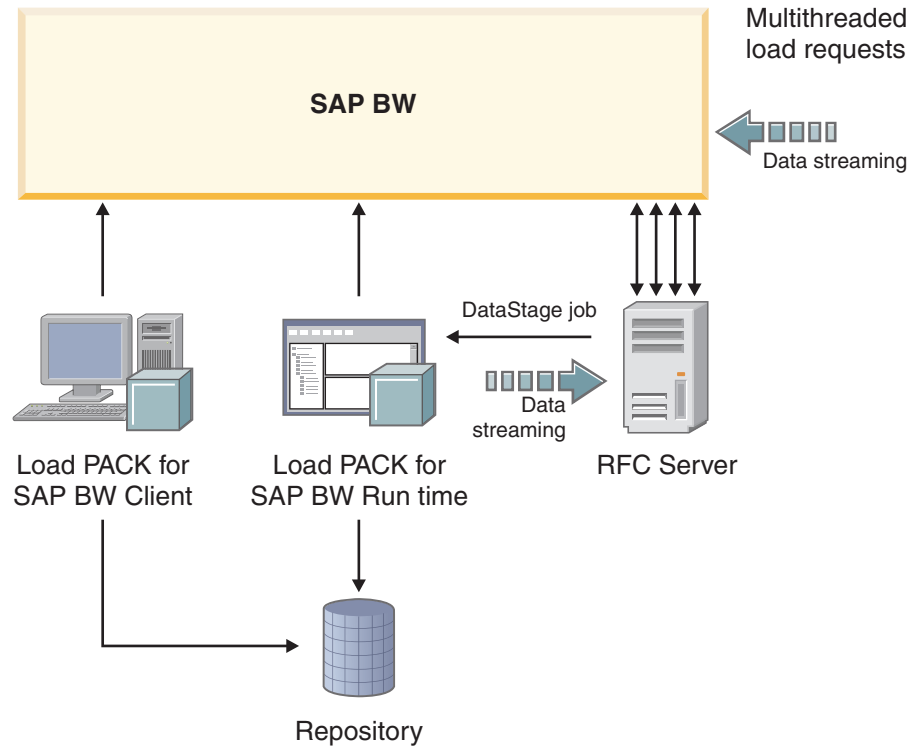 Multithreaded
load requests
SAP BW
Data streaming
DataStage job
Data
streaming
Load PACK for
SAP BW Client
Load PACK for
SAP BW Run time
RFC Server
Repository